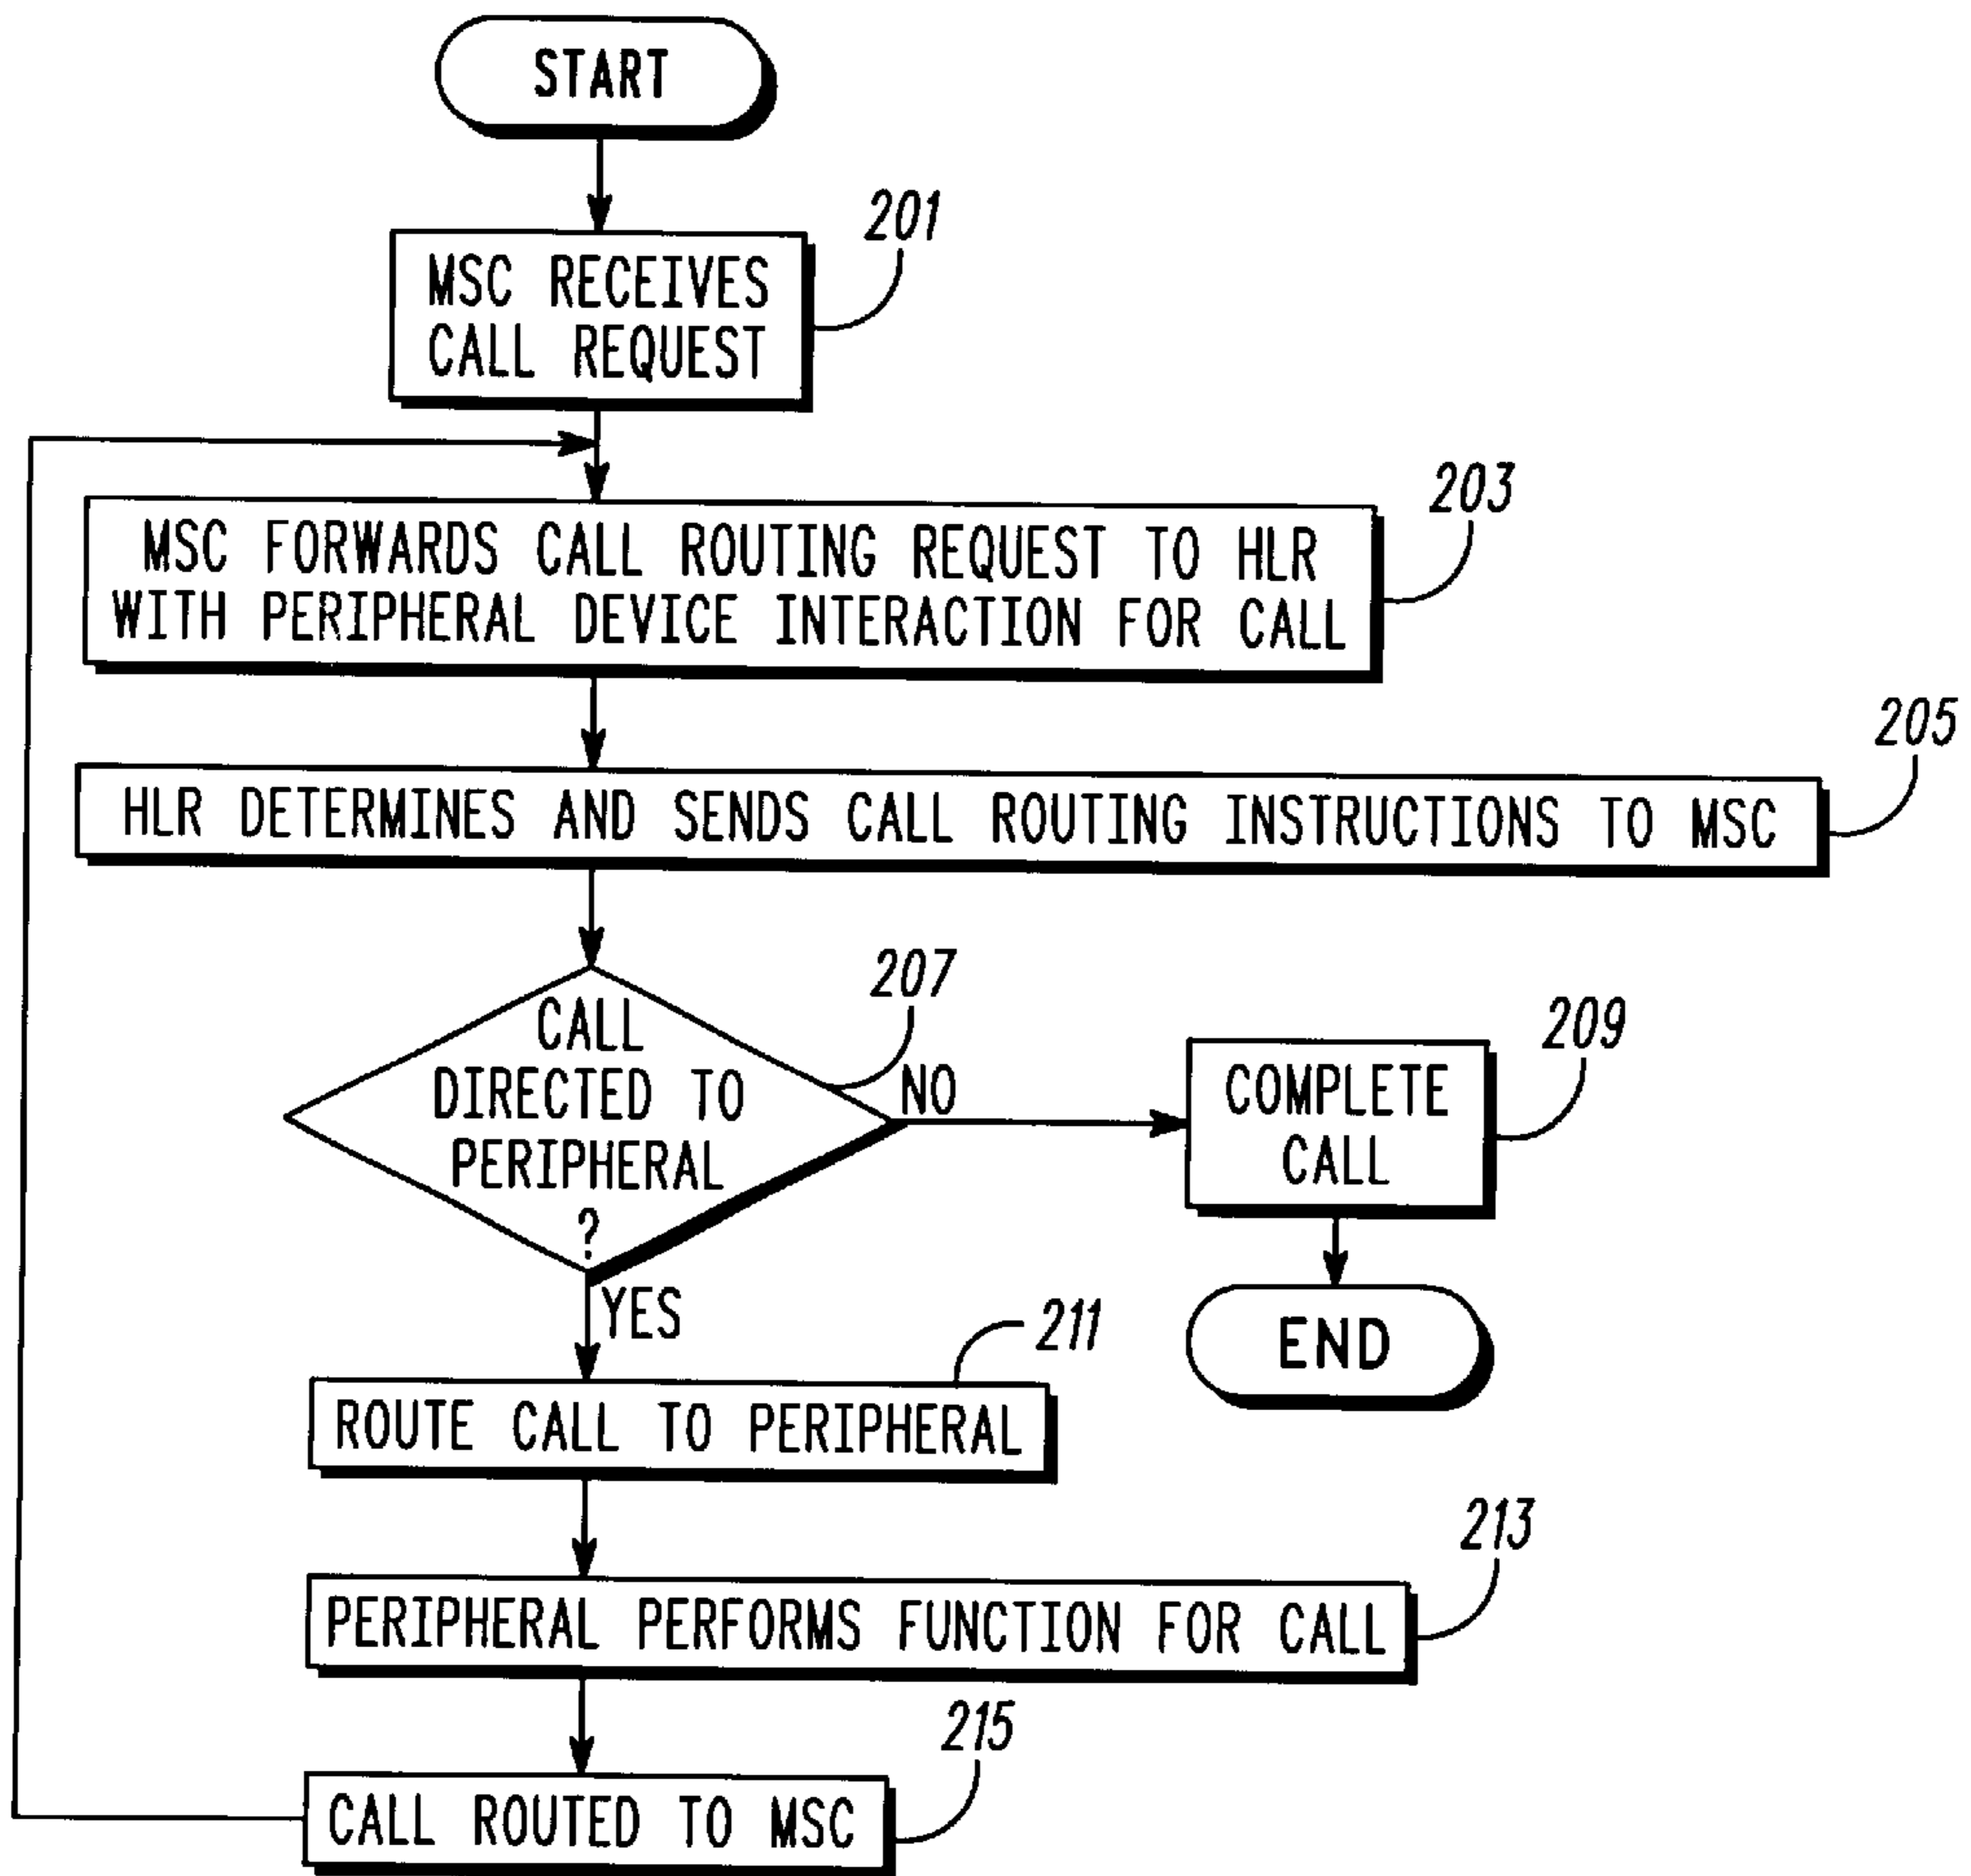 START
201
MSC RECEIVES
CALL REQUEST
203
MSC FORWARDS CALL ROUTING REQUEST TO HLR
WITH PERIPHERAL DEVICE INTERACTION FOR CALL
205
HLR DETERMINES AND SENDS CALL ROUTING INSTRUCTIONS TO MSC
207
CALL
DIRECTED TO
PERIPHERAL
?
NO
209
COMPLETE
CALL
END
YES
211
ROUTE CALL TO PERIPHERAL
213
PERIPHERAL PERFORMS FUNCTION FOR CALL
215
CALL ROUTED TO MSC